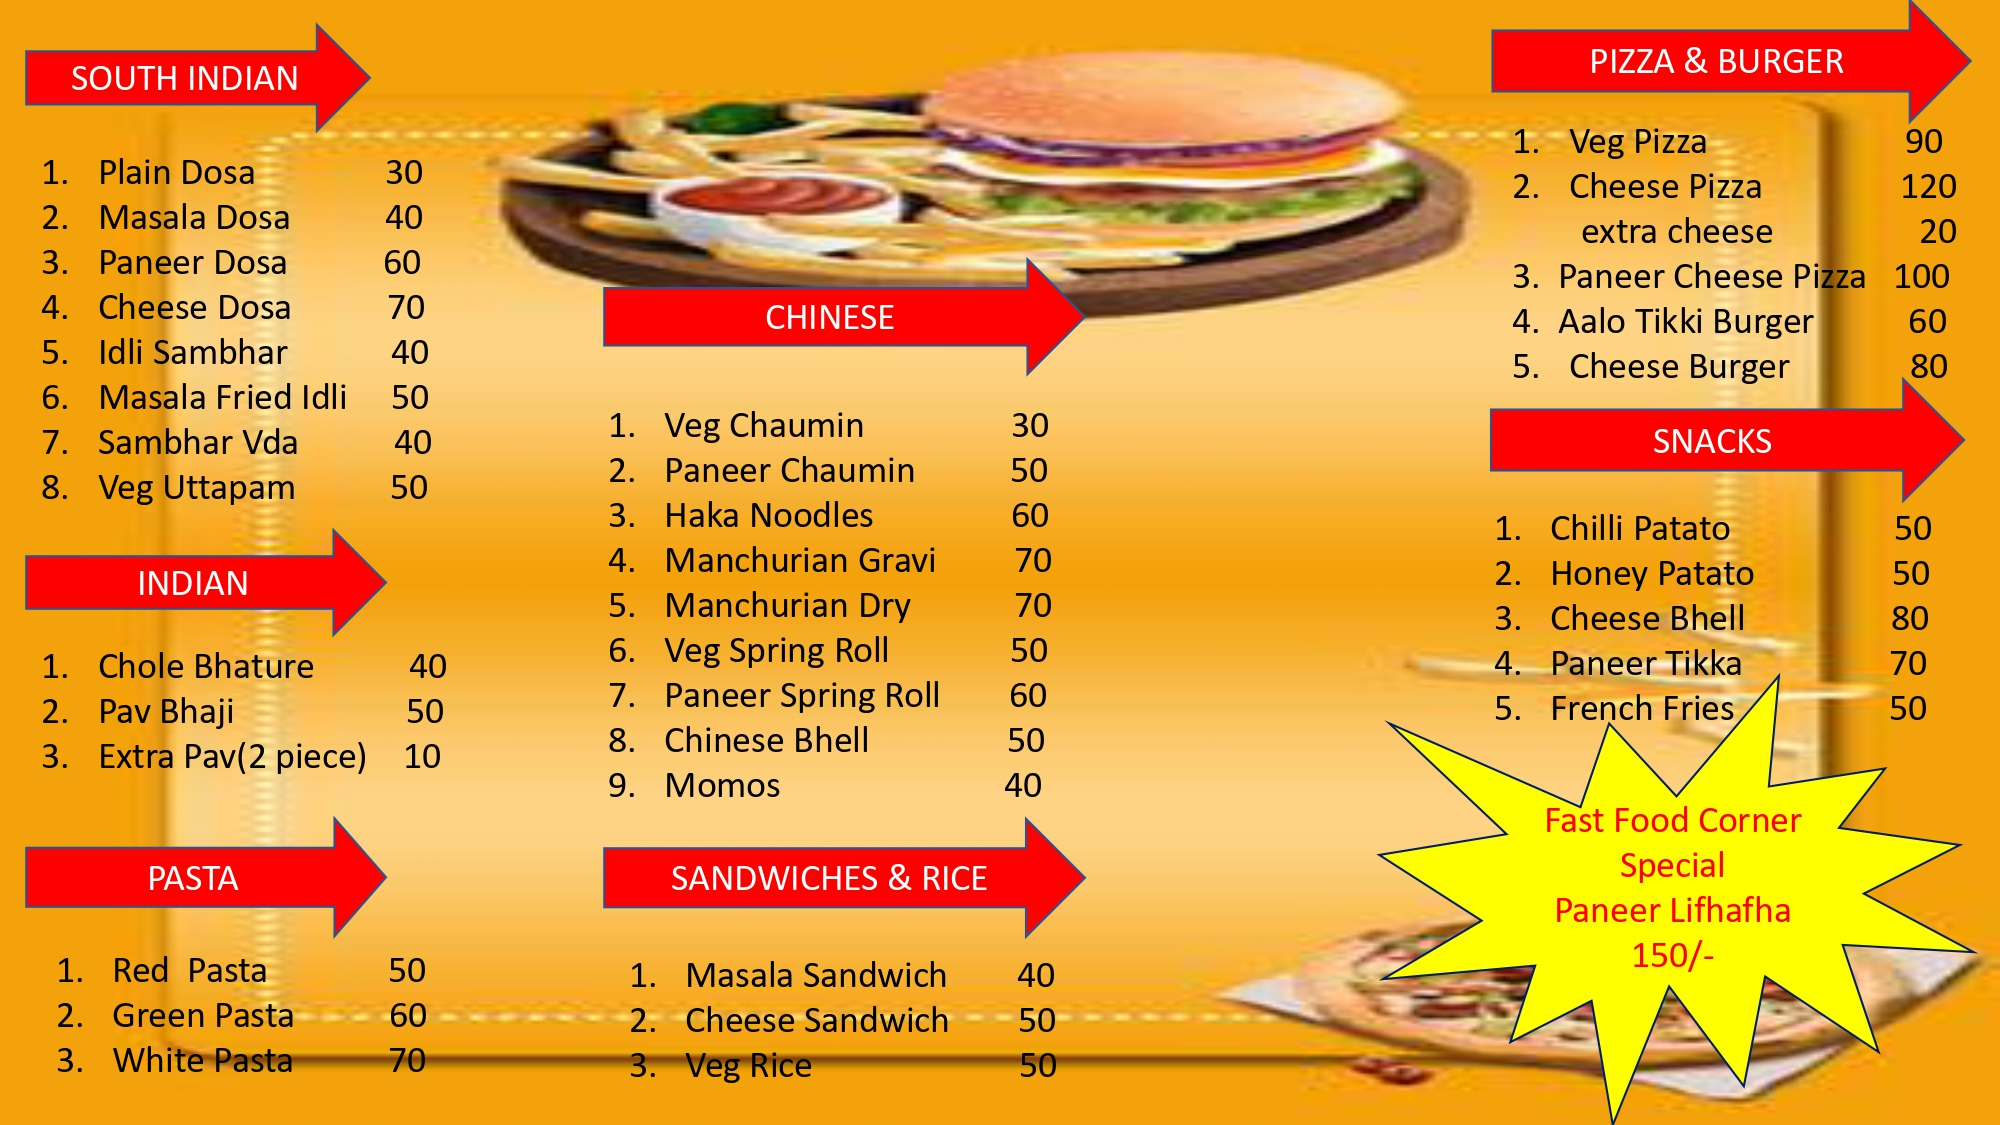 SOUTH INDIAN
1. Plain Dosa 30
2. Masala Dosa 40
3. Paneer Dosa 60
4. Cheese Dosa 70
5. Idli Sambhar 40
6. Masala Fried Idli 50
7. Sambhar Vda 40
8. Veg Uttapam 50
INDIAN
1. Chole Bhature 40
2. Pav Bhaji 50
3. Extra Pav(2 piece) 10
PASTA
1. Red Pasta 50
2. Green Pasta 60
3. White Pasta 70
CHINESE
1. Veg Chaumin 30
2. Paneer Chaumin 50
3. Haka Noodles 60
4. Manchurian Gravi 70
5. Manchurian Dry 70
6. Veg Spring Roll 50
7. Paneer Spring Roll 60
8. Chinese Bhell 50
9. Momos 40
SANDWICHES & RICE
1. Masala Sandwich 40
2. Cheese Sandwich 50
3. Veg Rice 50
PIZZA & BURGER
1. Veg Pizza 90
2. Cheese Pizza 120
extra cheese 20
3. Paneer Cheese Pizza 100
4. Aalo Tikki Burger 60
5. Cheese Burger 80
SNACKS
1. Chilli Patato 50
2. Honey Patato 50
3. Cheese Bhell 80
4. Paneer Tikka 70
5. French Fries 50
Fast Food Corner
Special
Paneer Lifhafha
150/-